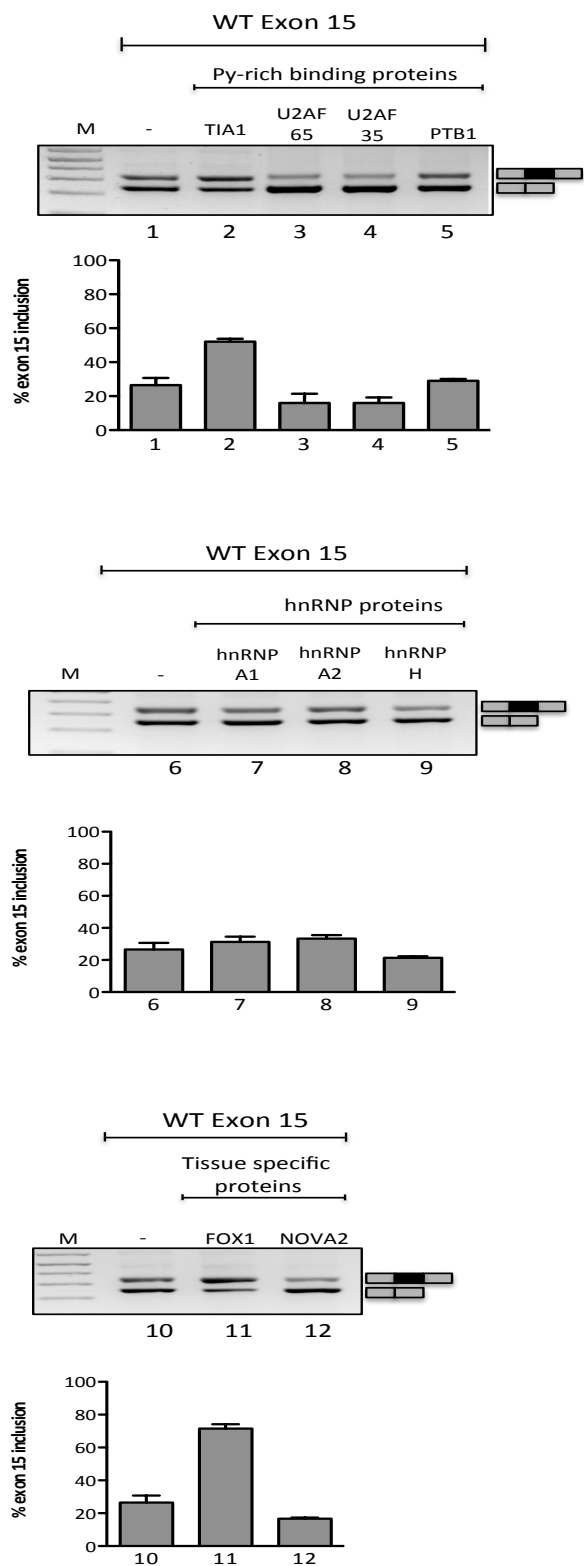 WT Exon 15
Py-rich binding proteins
M - TIA1 U2AF 65 U2AF 35 PTB1
1 2 3 4 5
% exon 15 inclusion
100
80
60
40
20
0
1 2 3 4 5
WT Exon 15
hnRNP proteins
M - hnRNP A1 hnRNP A2 hnRNP H
6 7 8 9
% exon 15 inclusion
100
80
60
40
20
0
6 7 8 9
WT Exon 15
Tissue specific
proteins
M - FOX1 NOVA2
10 11 12
% exon 15 inclusion
100
80
60
40
20
0
10 11 12